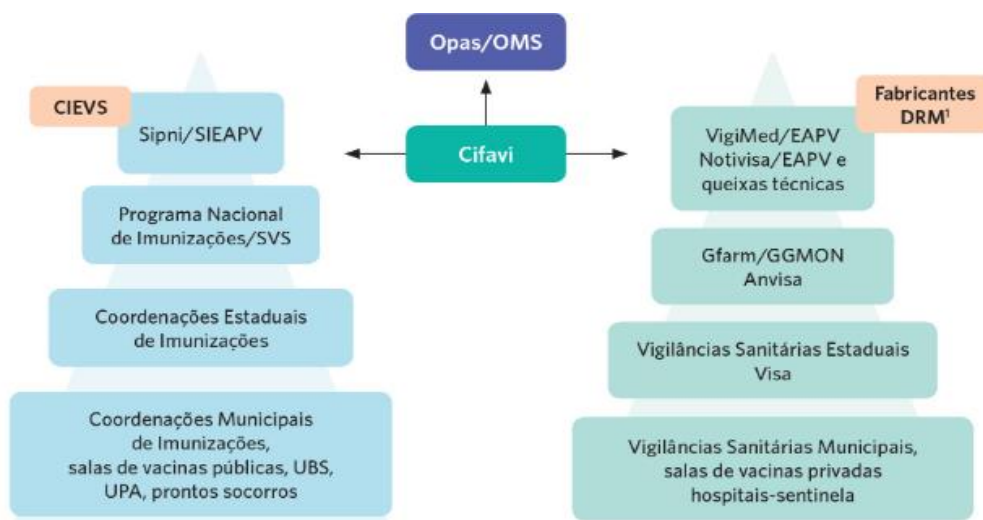 Opas/OMS
CIEVS
Sipni/SIEAPV
Cifavi
Fabricantes
DRM¹
VigiMed/EAPV
Notivisa/EAPV e
queixas técnicas
Programa Nacional
de Imunizações/SVS
Gfarm/GGMON
Anvisa
Coordenações Estaduais
de Imunizações
Vigilâncias Sanitárias Estaduais
Visa
Coordenações Municipais
de Imunizações,
salas de vacinas públicas, UBS,
UPA, prontos socorros
Vigilâncias Sanitárias Municipais,
salas de vacinas privadas
hospitais-sentinela